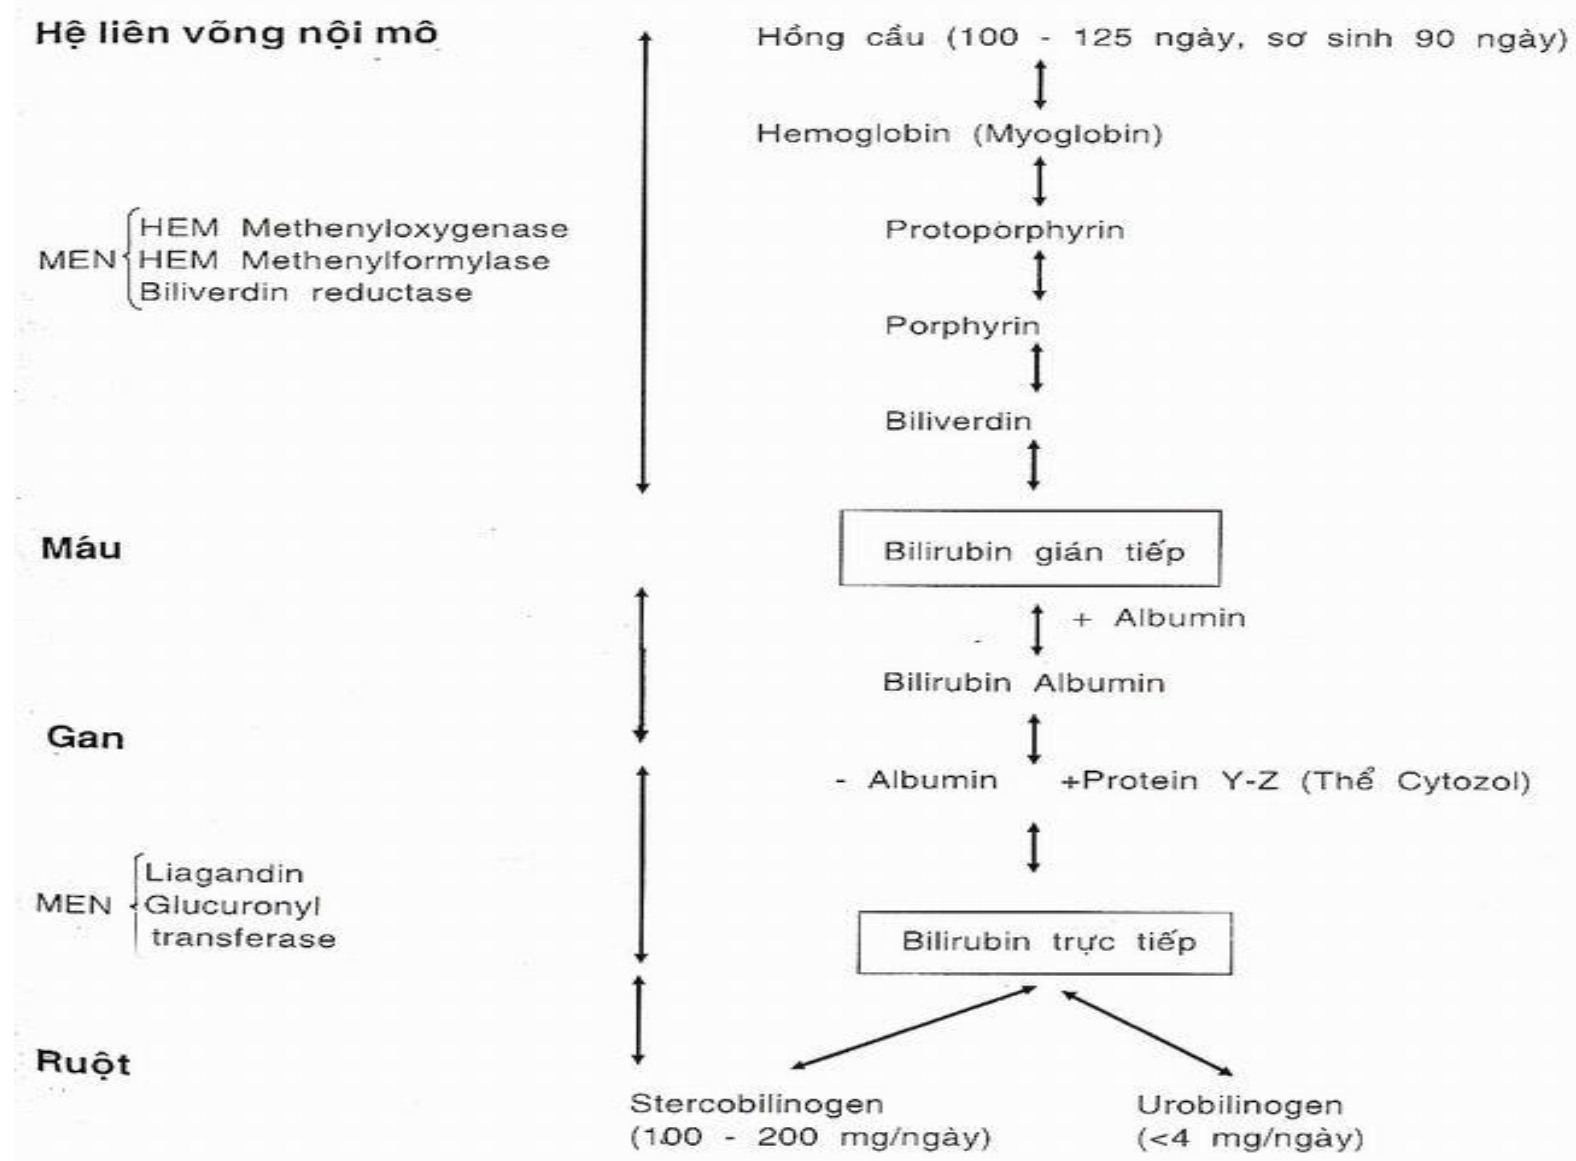 Hệ liên võng nội mô
Hồng cầu (100 - 125 ngày, sơ sinh 90 ngày)
Hemoglobin (Myoglobin)
HEM Methenyloxygenase
Protoporphyrin
MEN HEM Methenylformylase
Biliverdin reductase
Porphyrin
Biliverdin
Máu
Bilirubin gián tiếp
+ Albumin
Bilirubin Albumin
Gan
- Albumin +Protein Y-Z (Thể Cytozol)
Liagandin
MEN Glucuronyl
transferase
Bilirubin trực tiếp
Ruột
Stercobilinogen
(100 - 200 mg/ngày)
Urobilinogen
(<4 mg/ngày)